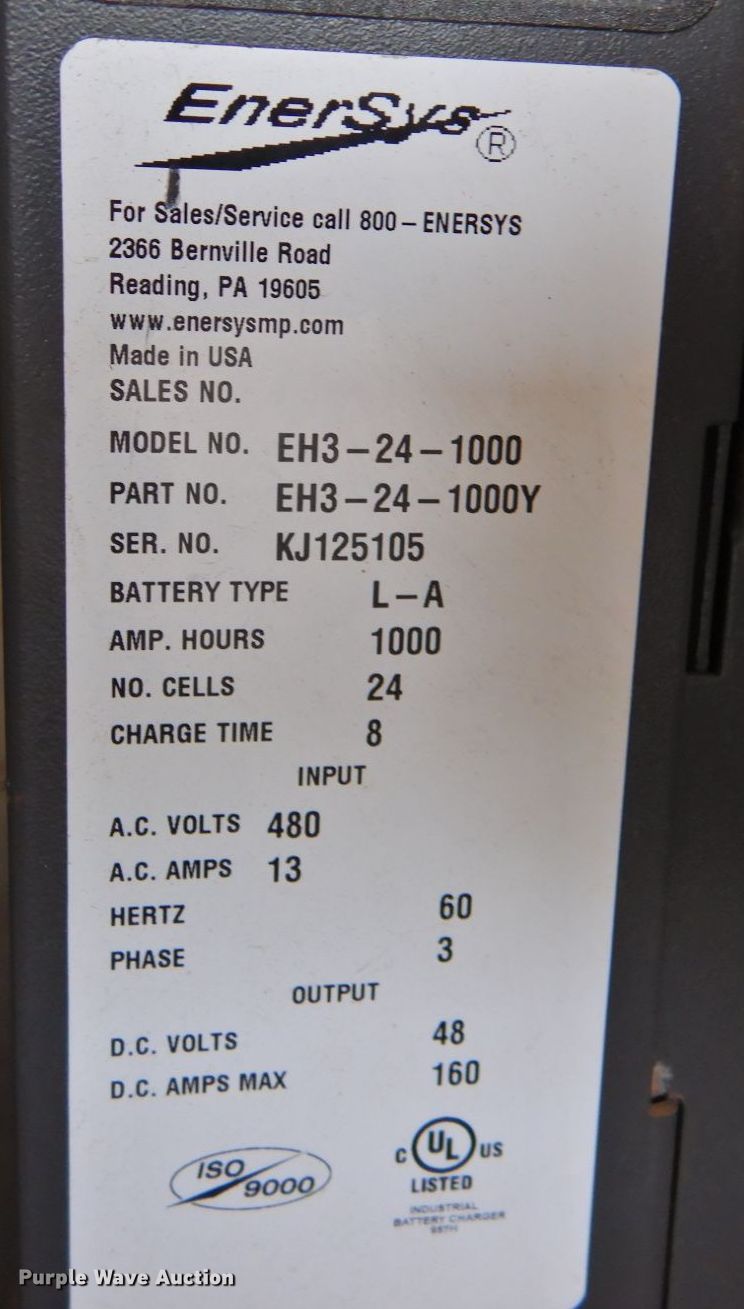 EnerSys®
For Sales/Service call 800-ENERSYS
2366 Bernville Road
Reading, PA 19605
www.enersysmp.com
Made in USA
SALES NO.
MODEL NO. EH3-24-1000
PART NO. EH3-24-1000Y
SER. NO. KJ125105
BATTERY TYPE L-A
AMP. HOURS 1000
NO. CELLS 24
CHARGE TIME 8
INPUT
A.C. VOLTS 480
A.C. AMPS 13
HERTZ 60
PHASE 3
OUTPUT
D.C. VOLTS 48
D.C. AMPS MAX 160
ISO 9000
C UL US
LISTED
INDUSTRIAL
BATTERY CHARGER
Purple Wave Auction